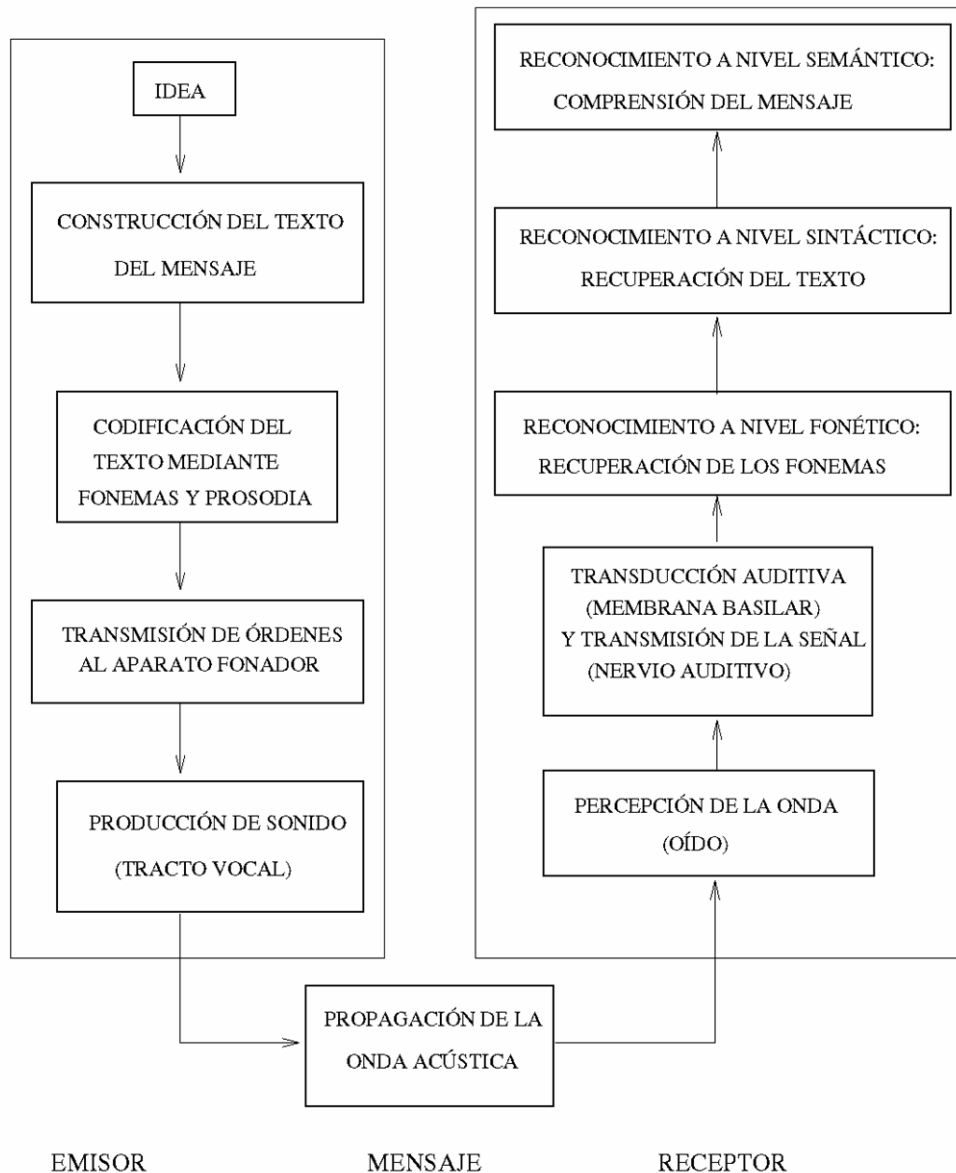 IDEA
CONSTRUCCIÓN DEL TEXTO
DEL MENSAJE
CODIFICACIÓN DEL
TEXTO MEDIANTE
FONEMAS Y PROSODIA
TRANSMISIÓN DE ÓRDENES
AL APARATO FONADOR
PRODUCCIÓN DE SONIDO
(TRACTO VOCAL)
PROPAGACIÓN DE LA
ONDA ACÚSTICA
PERCEPCIÓN DE LA ONDA
(OÍDO)
TRANSDUCCIÓN AUDITIVA
(MEMBRANA BASILAR)
Y TRANSMISIÓN DE LA SEÑAL
(NERVIO AUDITIVO)
RECONOCIMIENTO A NIVEL FONÉTICO:
RECUPERACIÓN DE LOS FONEMAS
RECONOCIMIENTO A NIVEL SINTÁCTICO:
RECUPERACIÓN DEL TEXTO
RECONOCIMIENTO A NIVEL SEMÁNTICO:
COMPRENSIÓN DEL MENSAJE
EMISOR
MENSAJE
RECEPTOR